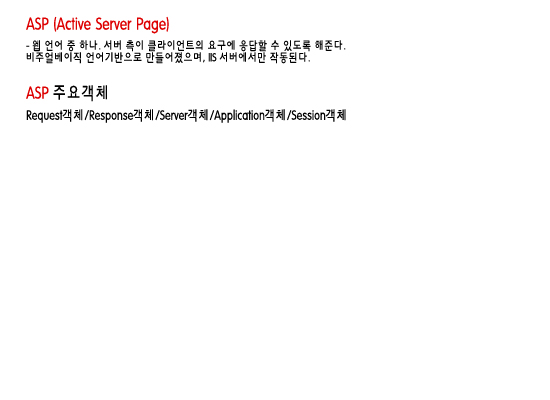 ASP (Active Server Page)
- 웹 언어 중 하나. 서버 측이 클라이언트의 요구에 응답할 수 있도록 해준다.
비주얼베이직 언어기반으로 만들어졌으며, IIS 서버에서만 작동된다.
ASP 주요객체
Request객체/Response객체/Server객체/Application객체/Session객체